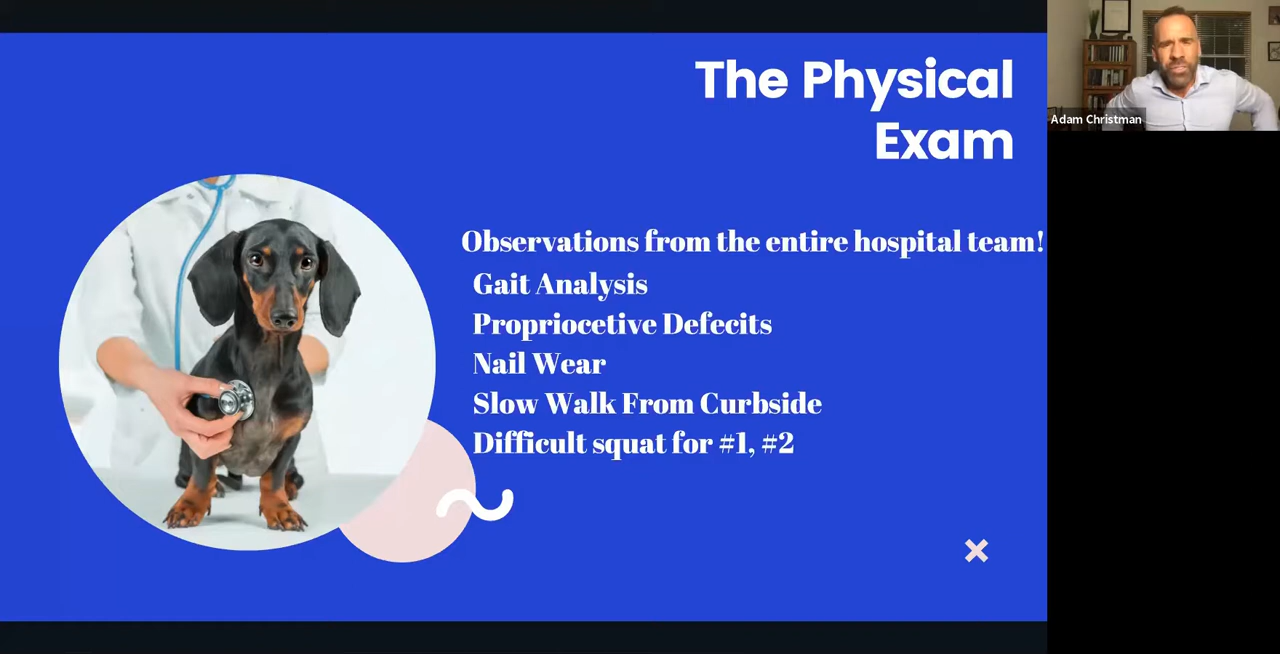 The Physical
Exam
Observations from the entire hospital team!
Gait Analysis
Propriocetive Defecits
Nail Wear
Slow Walk From Curbside
Difficult squat for #1, #2
Adam Christman